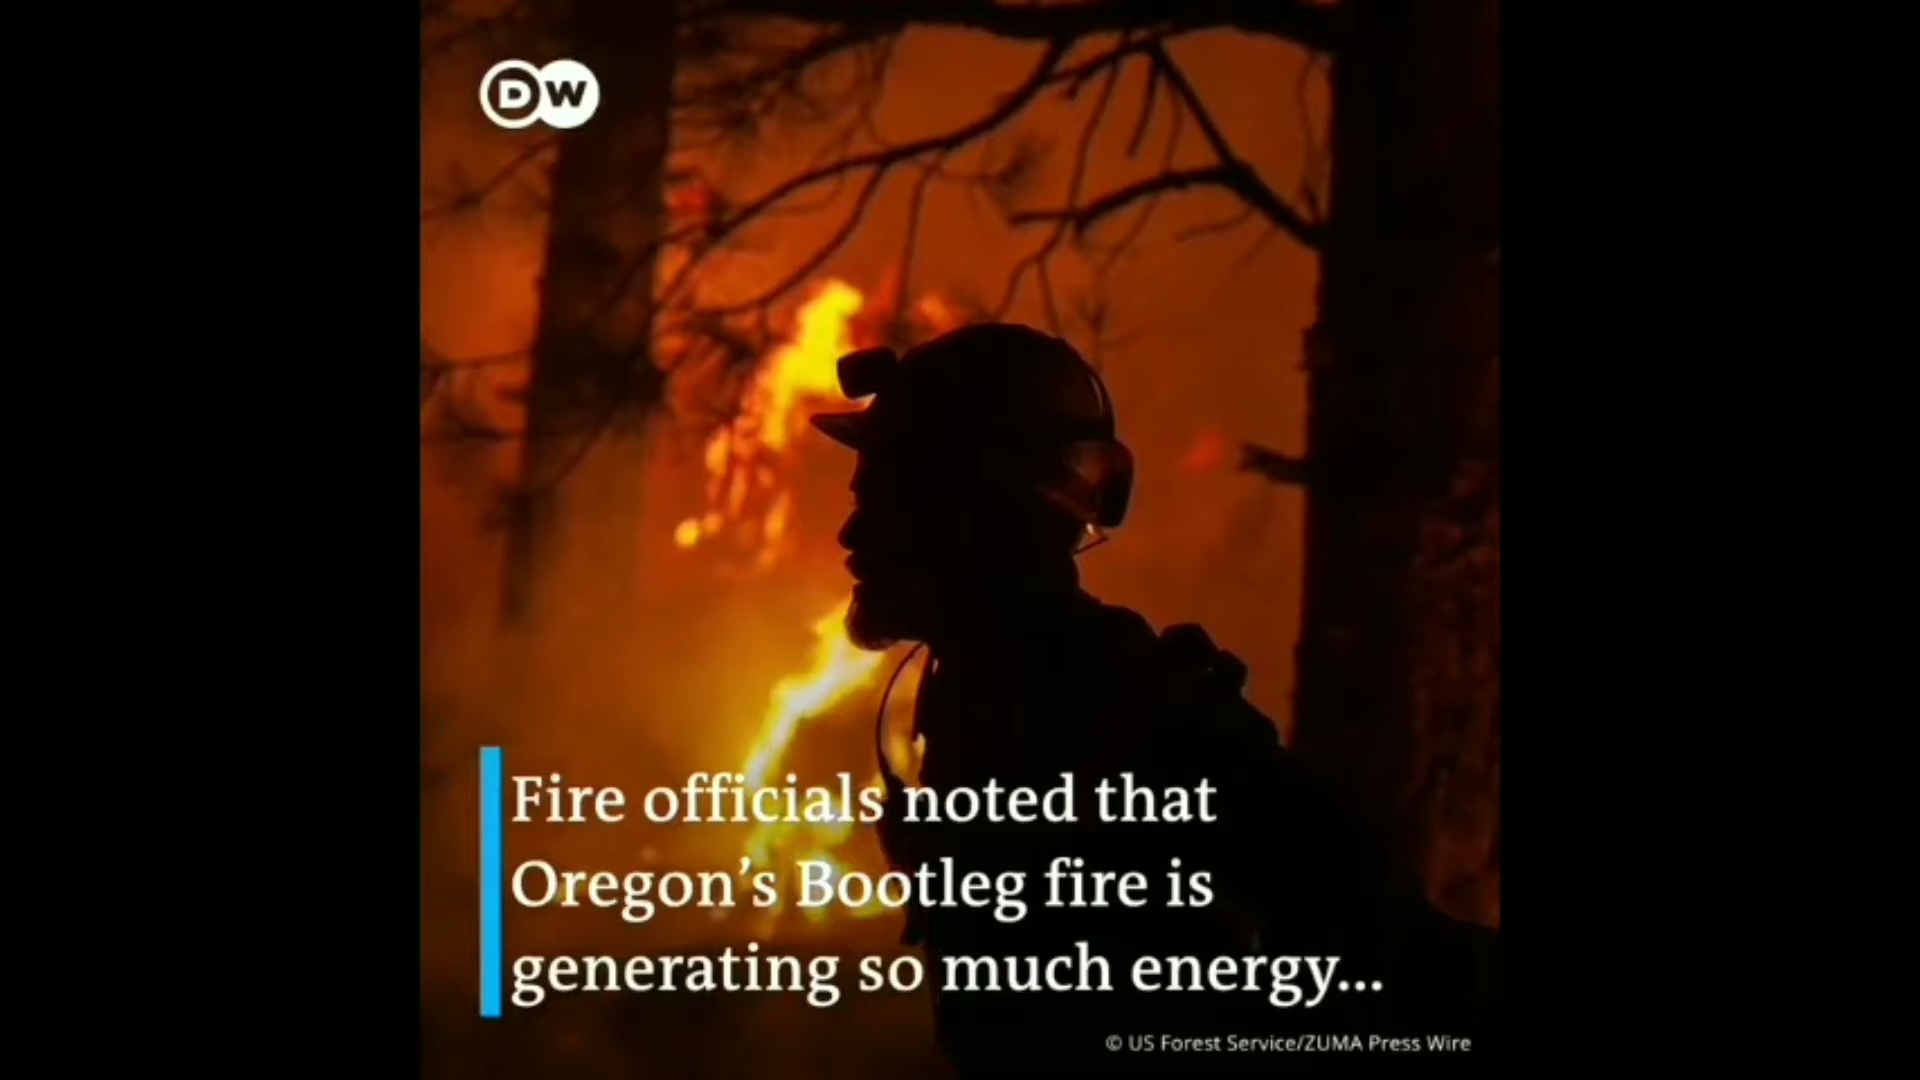 DW
Fire officials noted that
Oregon’s Bootleg fire is
generating so much energy...
© US Forest Service/ZUMA Press Wire